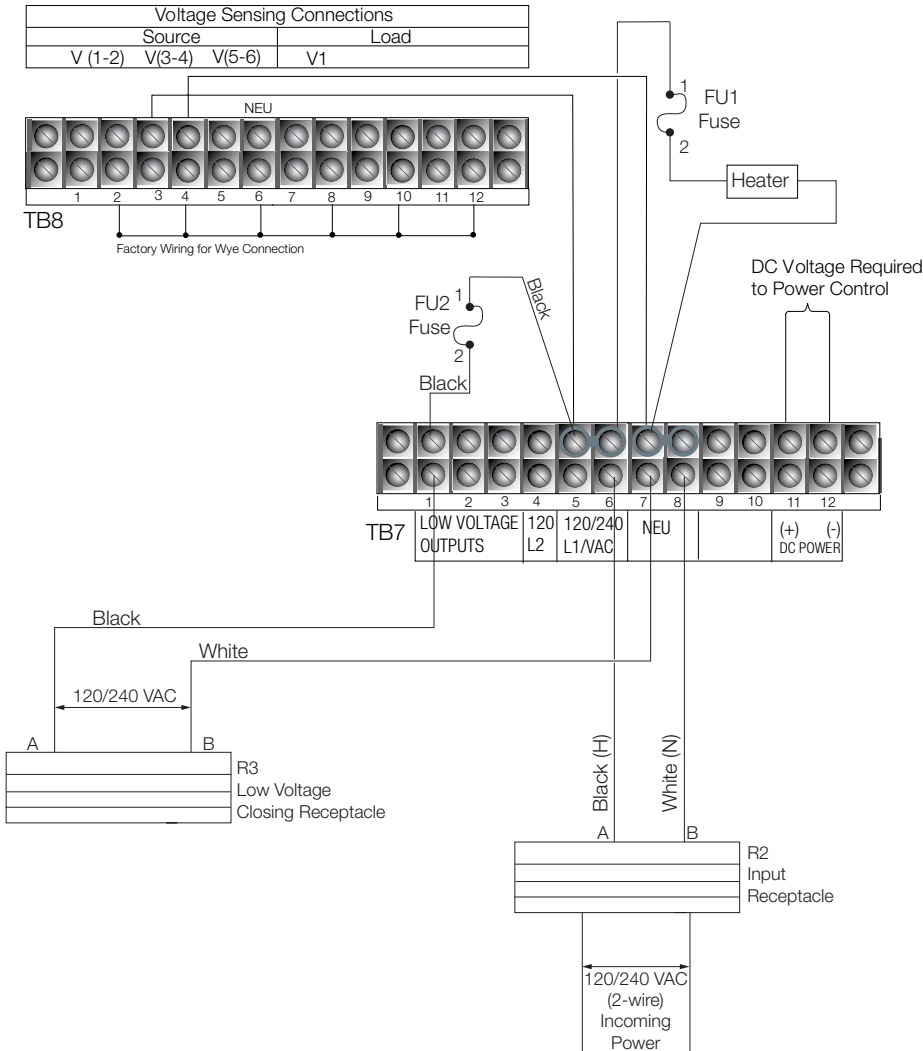 Voltage Sensing Connections
Source Load
V (1-2) V(3-4) V(5-6) V1
NEU
1 2 3 4 5 6 7 8 9 10 11 12
TB8
Factory Wiring for Wye Connection
1
FU1
Fuse
2
Heater
DC Voltage Required
to Power Control
1
FU2
Fuse
2
Black
Black
1 2 3 4 5 6 7 8 9 10 11 12
TB7
LOW VOLTAGE
OUTPUTS
120
L2
120/240
L1/VAC
NEU
(+) (-)
DC POWER
Black
White
120/240 VAC
A B
R3
Low Voltage
Closing Receptacle
Black (H)
White (N)
A B
R2
Input
Receptacle
120/240 VAC
(2-wire)
Incoming
Power